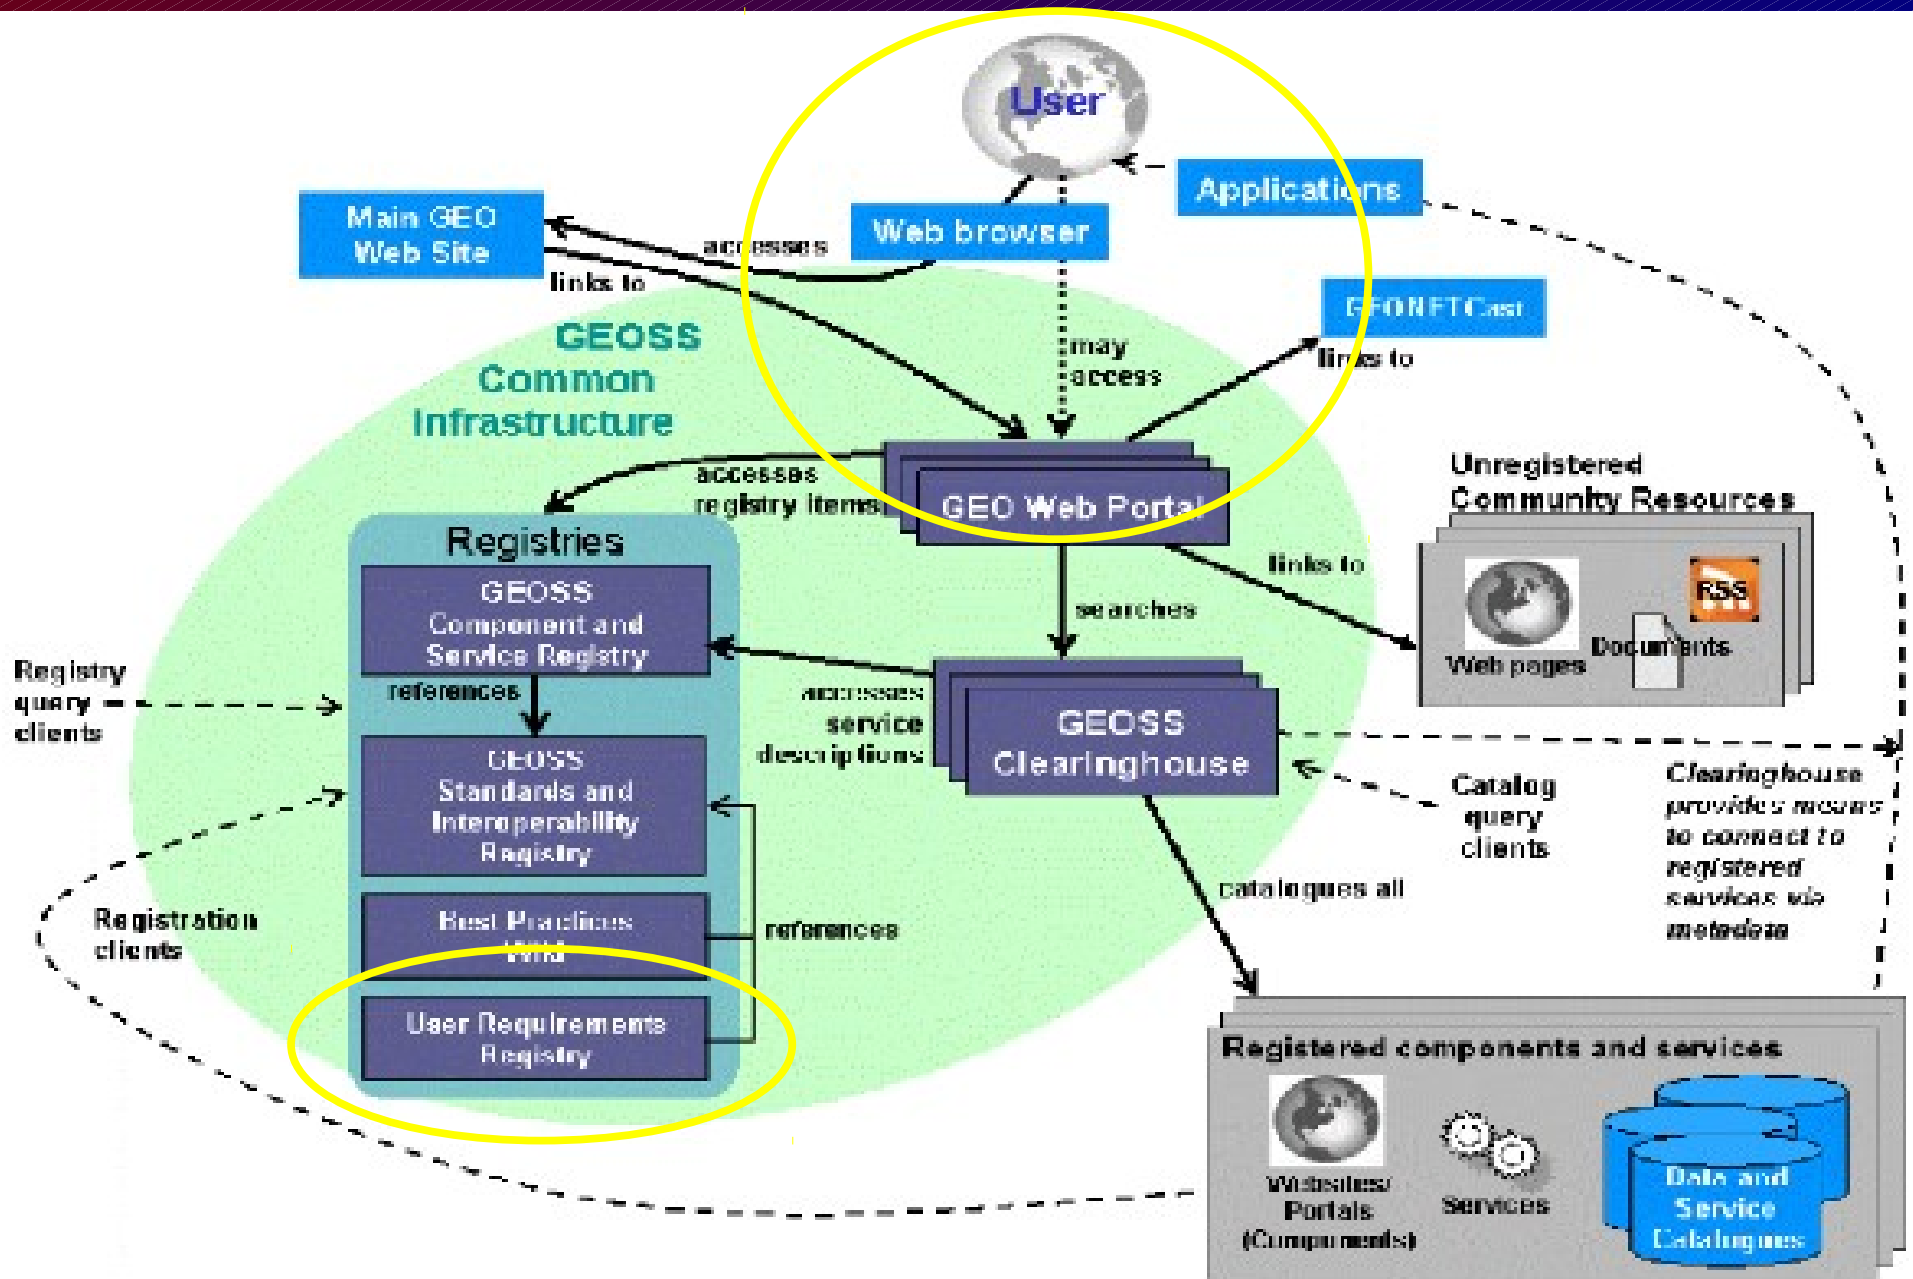 User
Applications
Main GEO
Web Site
Web browser
accesses
links to
GEONETCast
links to
GEOSS
Common
Infrastructure
may
access
accesses
registry items
GEO Web Portal
Unregistered
Community Resources
RSS
Documents
Web pages
links to
searches
Registries
GEOSS
Component and
Service Registry
references
Registry
query
clients
accesses
service
descriptions
GEOSS
Clearinghouse
GEOSS
Standards and
Interoperability
Registry
Catalog
query
clients
Clearinghouse
provides means
to connect to
registered
services via
metadata
catalogues all
Registration
clients
Best Practices
Wiki
references
User Requirements
Registry
Registered components and services
Websites/
Portals
(Components)
Services
Data and
Service
Catalogues